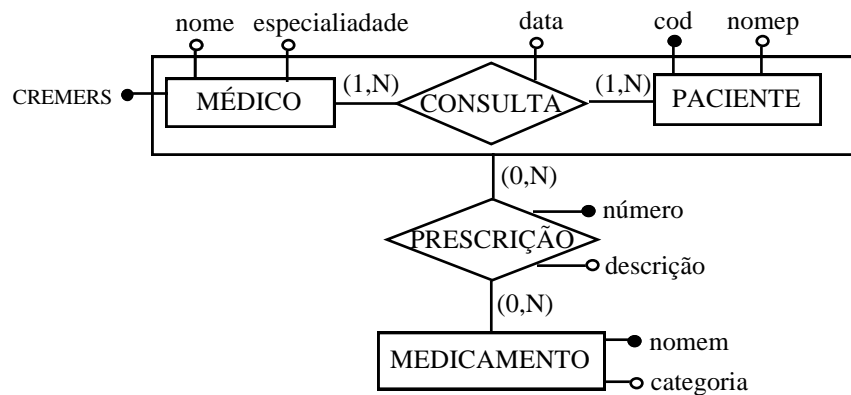 nome especialiadade data cod nomep
CREMERS MÉDICO (1,N) CONSULTA (1,N) PACIENTE
(0,N)
número
PRESCRIÇÃO
descrição
(0,N)
MEDICAMENTO nomem
categoria